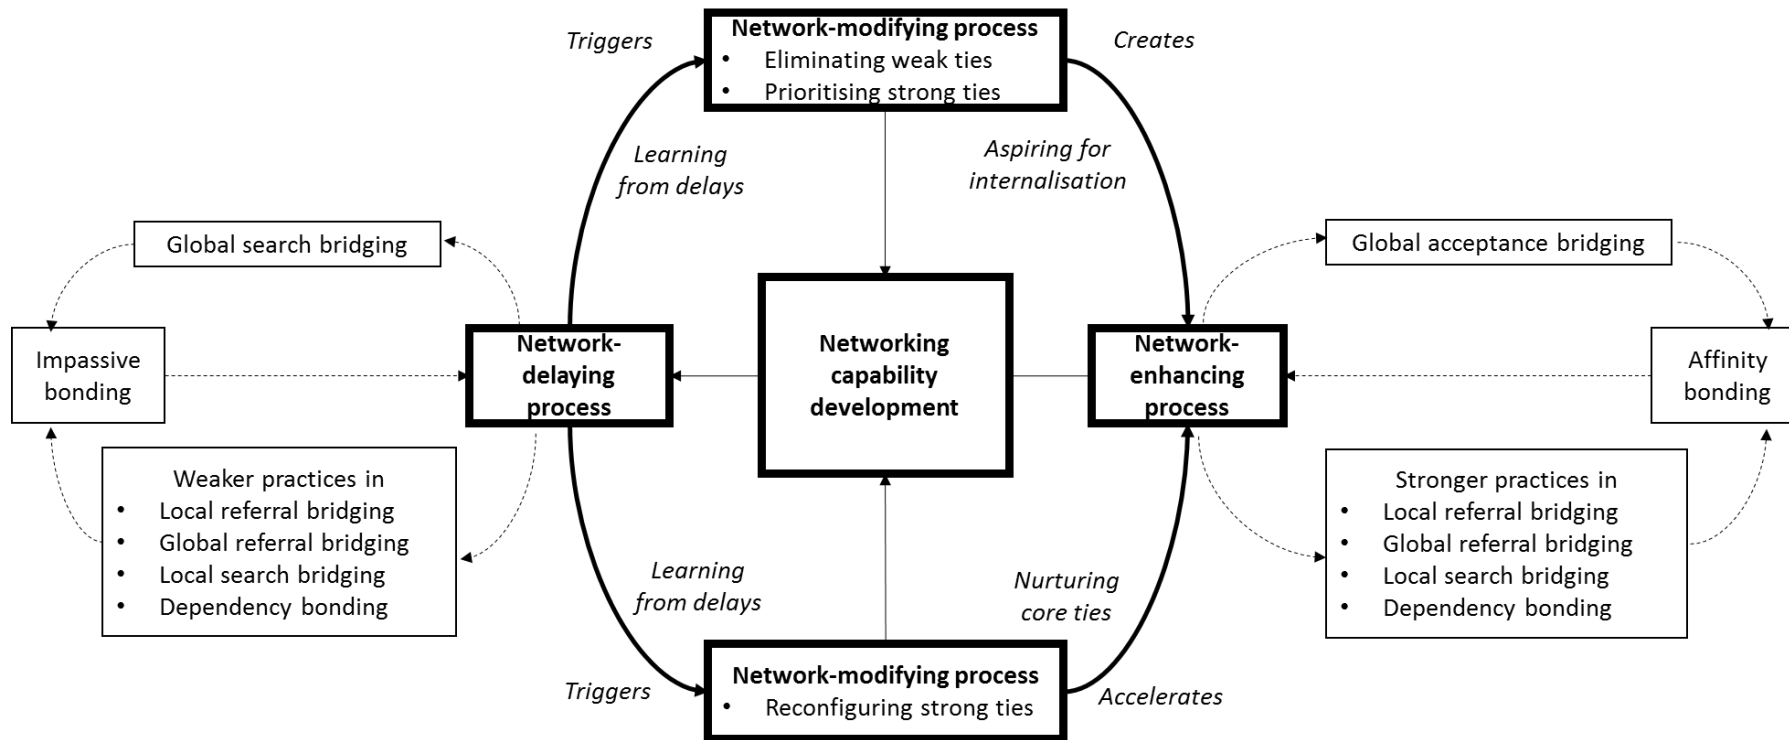 Network-modifying process
• Eliminating weak ties
• Prioritising strong ties
Triggers
Creates
Learning
from delays
Aspiring for
internalisation
Global search bridging
Global acceptance bridging
Impassive
bonding
Network-
delaying
process
Networking
capability
development
Network-
enhancing
process
Affinity
bonding
Weaker practices in
• Local referral bridging
• Global referral bridging
• Local search bridging
• Dependency bonding
Stronger practices in
• Local referral bridging
• Global referral bridging
• Local search bridging
• Dependency bonding
Learning
from delays
Nurturing
core ties
Triggers
Accelerates
Network-modifying process
• Reconfiguring strong ties